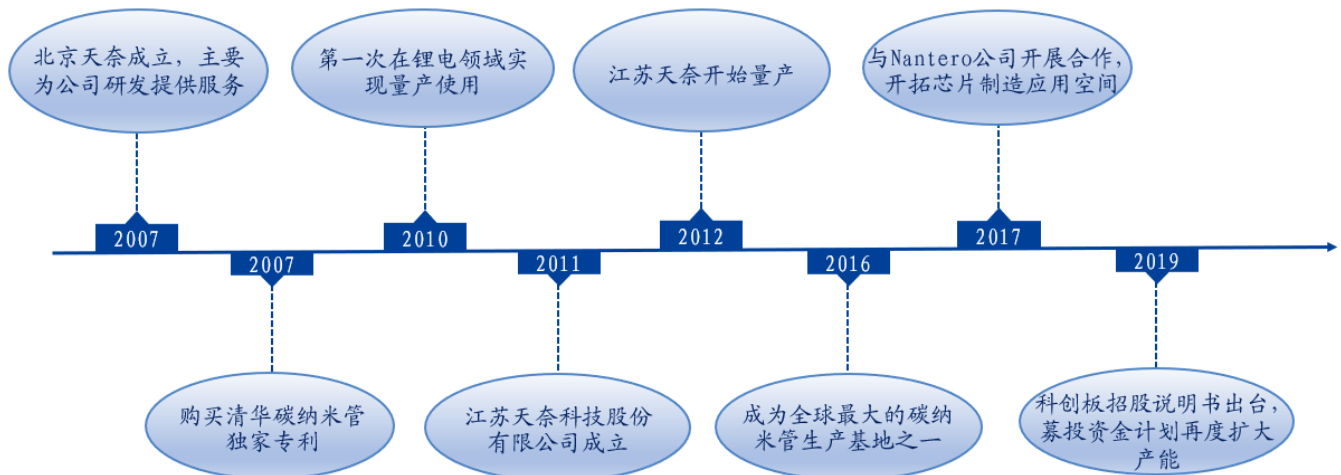 北京天奈成立，主要
为公司研发提供服务
第一次在锂电领域实
现量产使用
江苏天奈开始量产
与Nantero公司开展合作，
开拓芯片制造应用空间
2007
2010
2012
2017
2007
2011
2016
2019
购买清华碳纳米管
独家专利
江苏天奈科技股份
有限公司成立
成为全球最大的碳纳
米管生产基地之一
科创板招股说明书出台，
募投资金计划再度扩大
产能